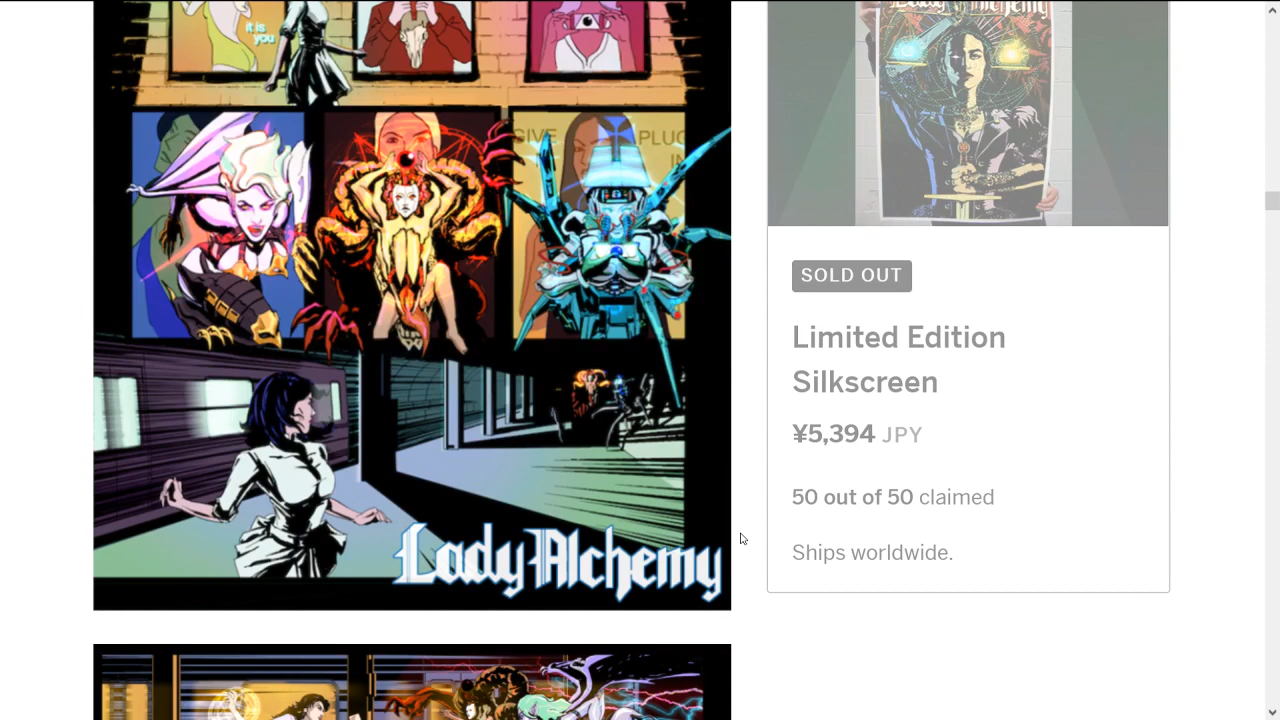 it is
you
GIVE
PLUG
IN
Lady Alchemy
Lady Alchemy
SOLD OUT
Limited Edition
Silkscreen
¥5,394 JPY
50 out of 50 claimed
Ships worldwide.